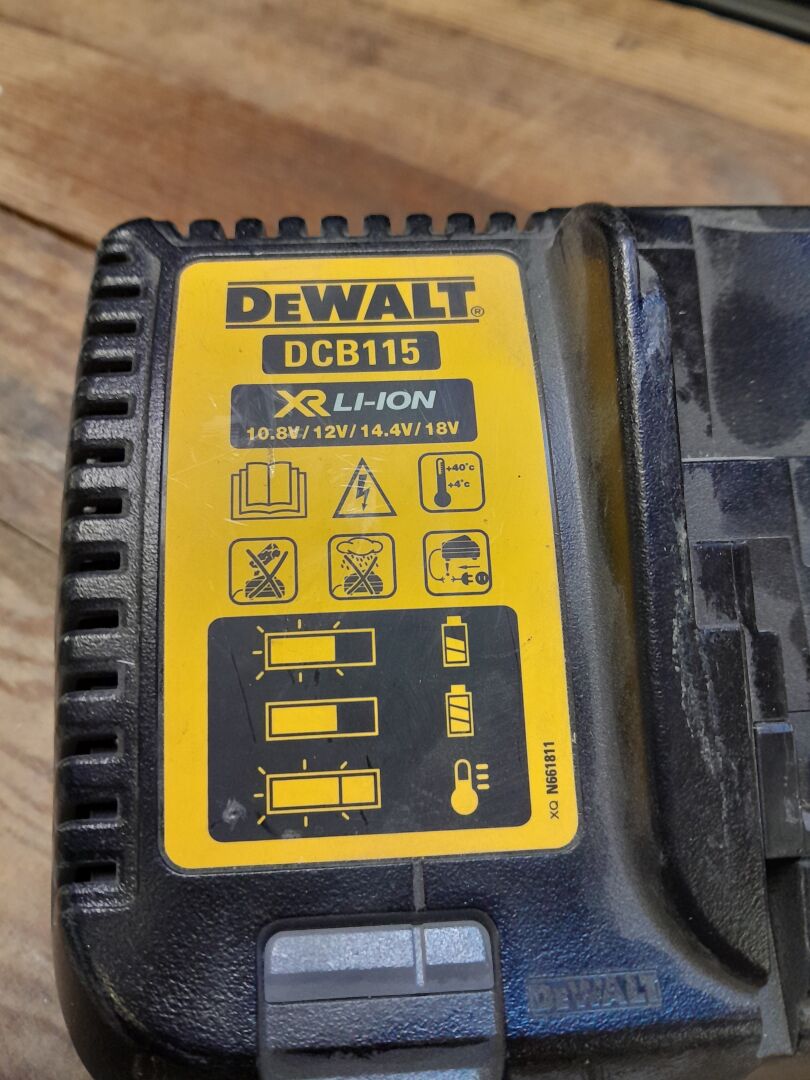 DEWALT®
DCB115
XR LI-ION
10.8V/12V/14.4V/18V
+40°c
+4°c
XQ N661811
DEWALT